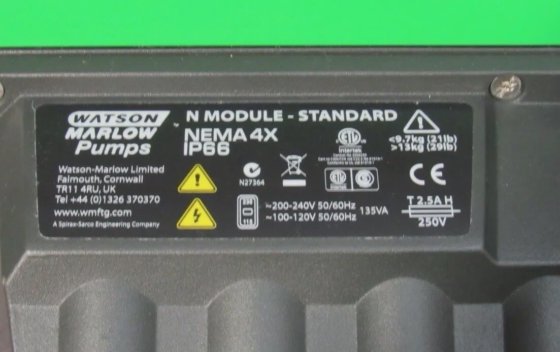 WATSON
MARLOW
Pumps
Watson-Marlow Limited
Falmouth, Cornwall
TR11 4RU, UK
Tel +44 (0)1326 370370
www.wmftg.com
A Spirax-Sarco Engineering Company
N MODULE - STANDARD
NEMA 4X
IP66
N27364
Intertek
<9.7kg (21lb)
>13kg (29lb)
CE
230
115
~200-240V 50/60Hz
~100-120V 50/60Hz
135VA
T 2.5A H
250V